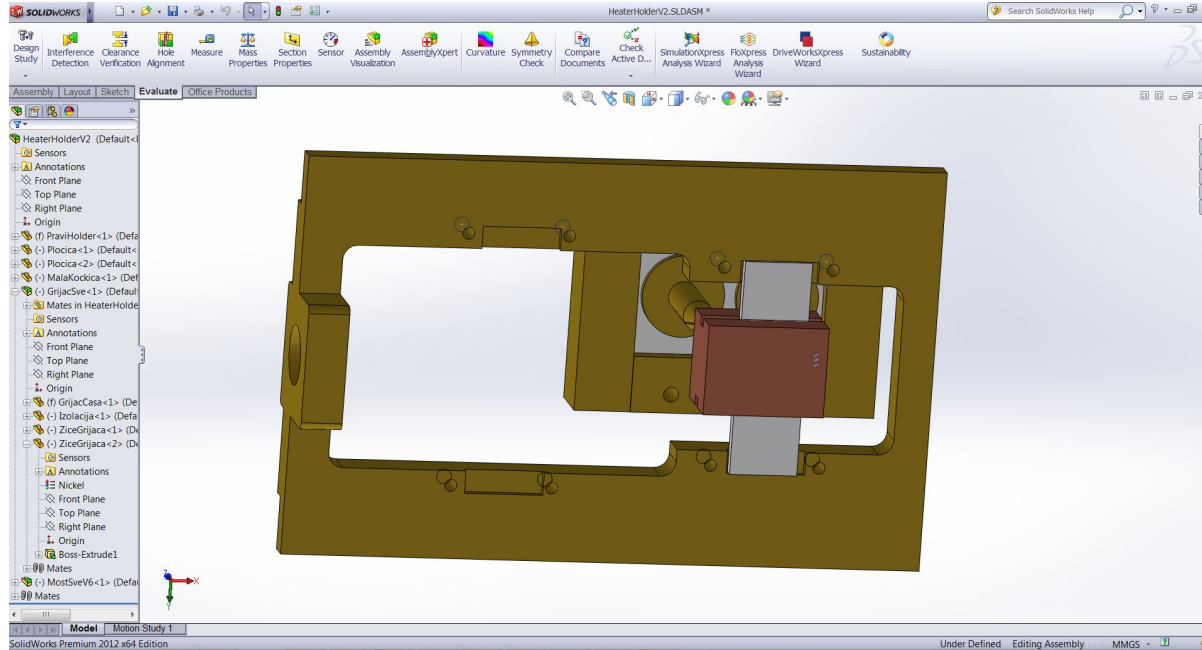 SOLIDWORKS
HeaterHolderV2.SLDASM *
Search SolidWorks Help
Design Study
Interference Detection
Clearance Verification
Hole Alignment
Measure
Mass Properties
Section Properties
Sensor
Assembly Visualization
AssemblyXpert
Curvature
Symmetry Check
Compare Documents
Check Active D...
SimulationXpress Analysis Wizard
FloXpress Analysis Wizard
DriveWorksXpress Wizard
Sustainability
Assembly Layout Sketch Evaluate Office Products
HeaterHolderV2 (Default<
Sensors
Annotations
Front Plane
Top Plane
Right Plane
Origin
(f) PraviHolder<1> (Defa
(-) Plocica<1> (Default<
(-) Plocica<2> (Default<
(-) MalaKockica<1> (Def
(-) GrijacSve<1> (Default
Mates in HeaterHolde
Sensors
Annotations
Front Plane
Top Plane
Right Plane
Origin
(f) GrijacCasa<1> (De
(-) Izolacija<1> (Defa
(-) ZiceGrijaca<1> (De
(-) ZiceGrijaca<2> (De
Sensors
Annotations
Nickel
Front Plane
Top Plane
Right Plane
Origin
Boss-Extrude1
Mates
(-) MostSveV6<1> (Defau
Mates
Z
X
Y
Model Motion Study 1
SolidWorks Premium 2012 x64 Edition
Under Defined Editing Assembly MMGS